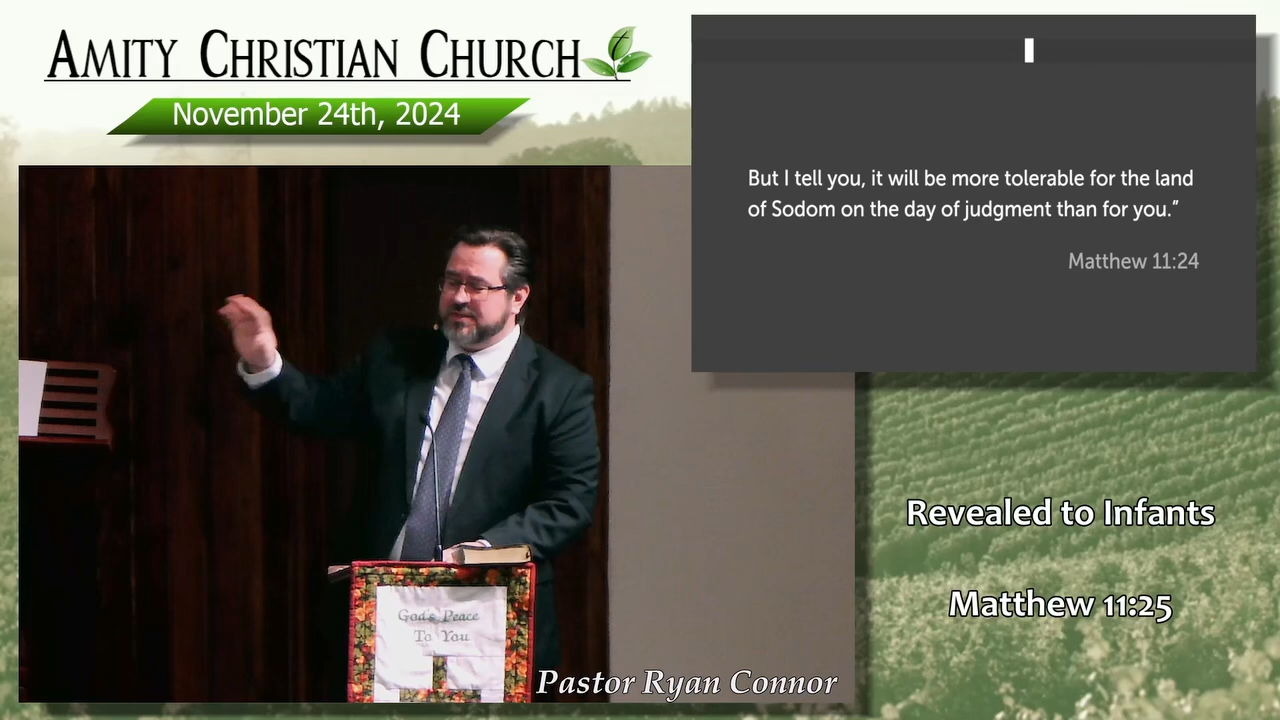 AMITY CHRISTIAN CHURCH
November 24th, 2024
But I tell you, it will be more tolerable for the land
of Sodom on the day of judgment than for you.”
Matthew 11:24
Revealed to Infants
Matthew 11:25
God's Peace
To You
Pastor Ryan Connor